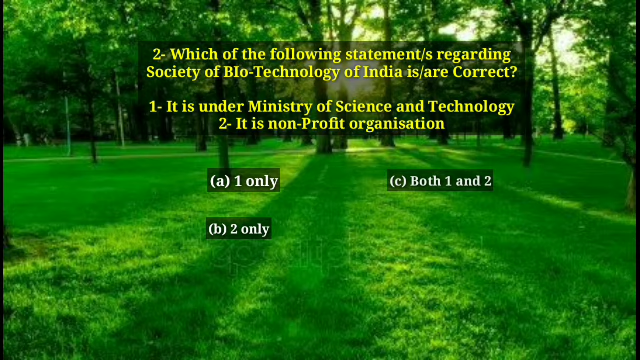 2- Which of the following statement/s regarding
Society of BIo-Technology of India is/are Correct?
1- It is under Ministry of Science and Technology
2- It is non-Profit organisation
(a) 1 only
(c) Both 1 and 2
(b) 2 only